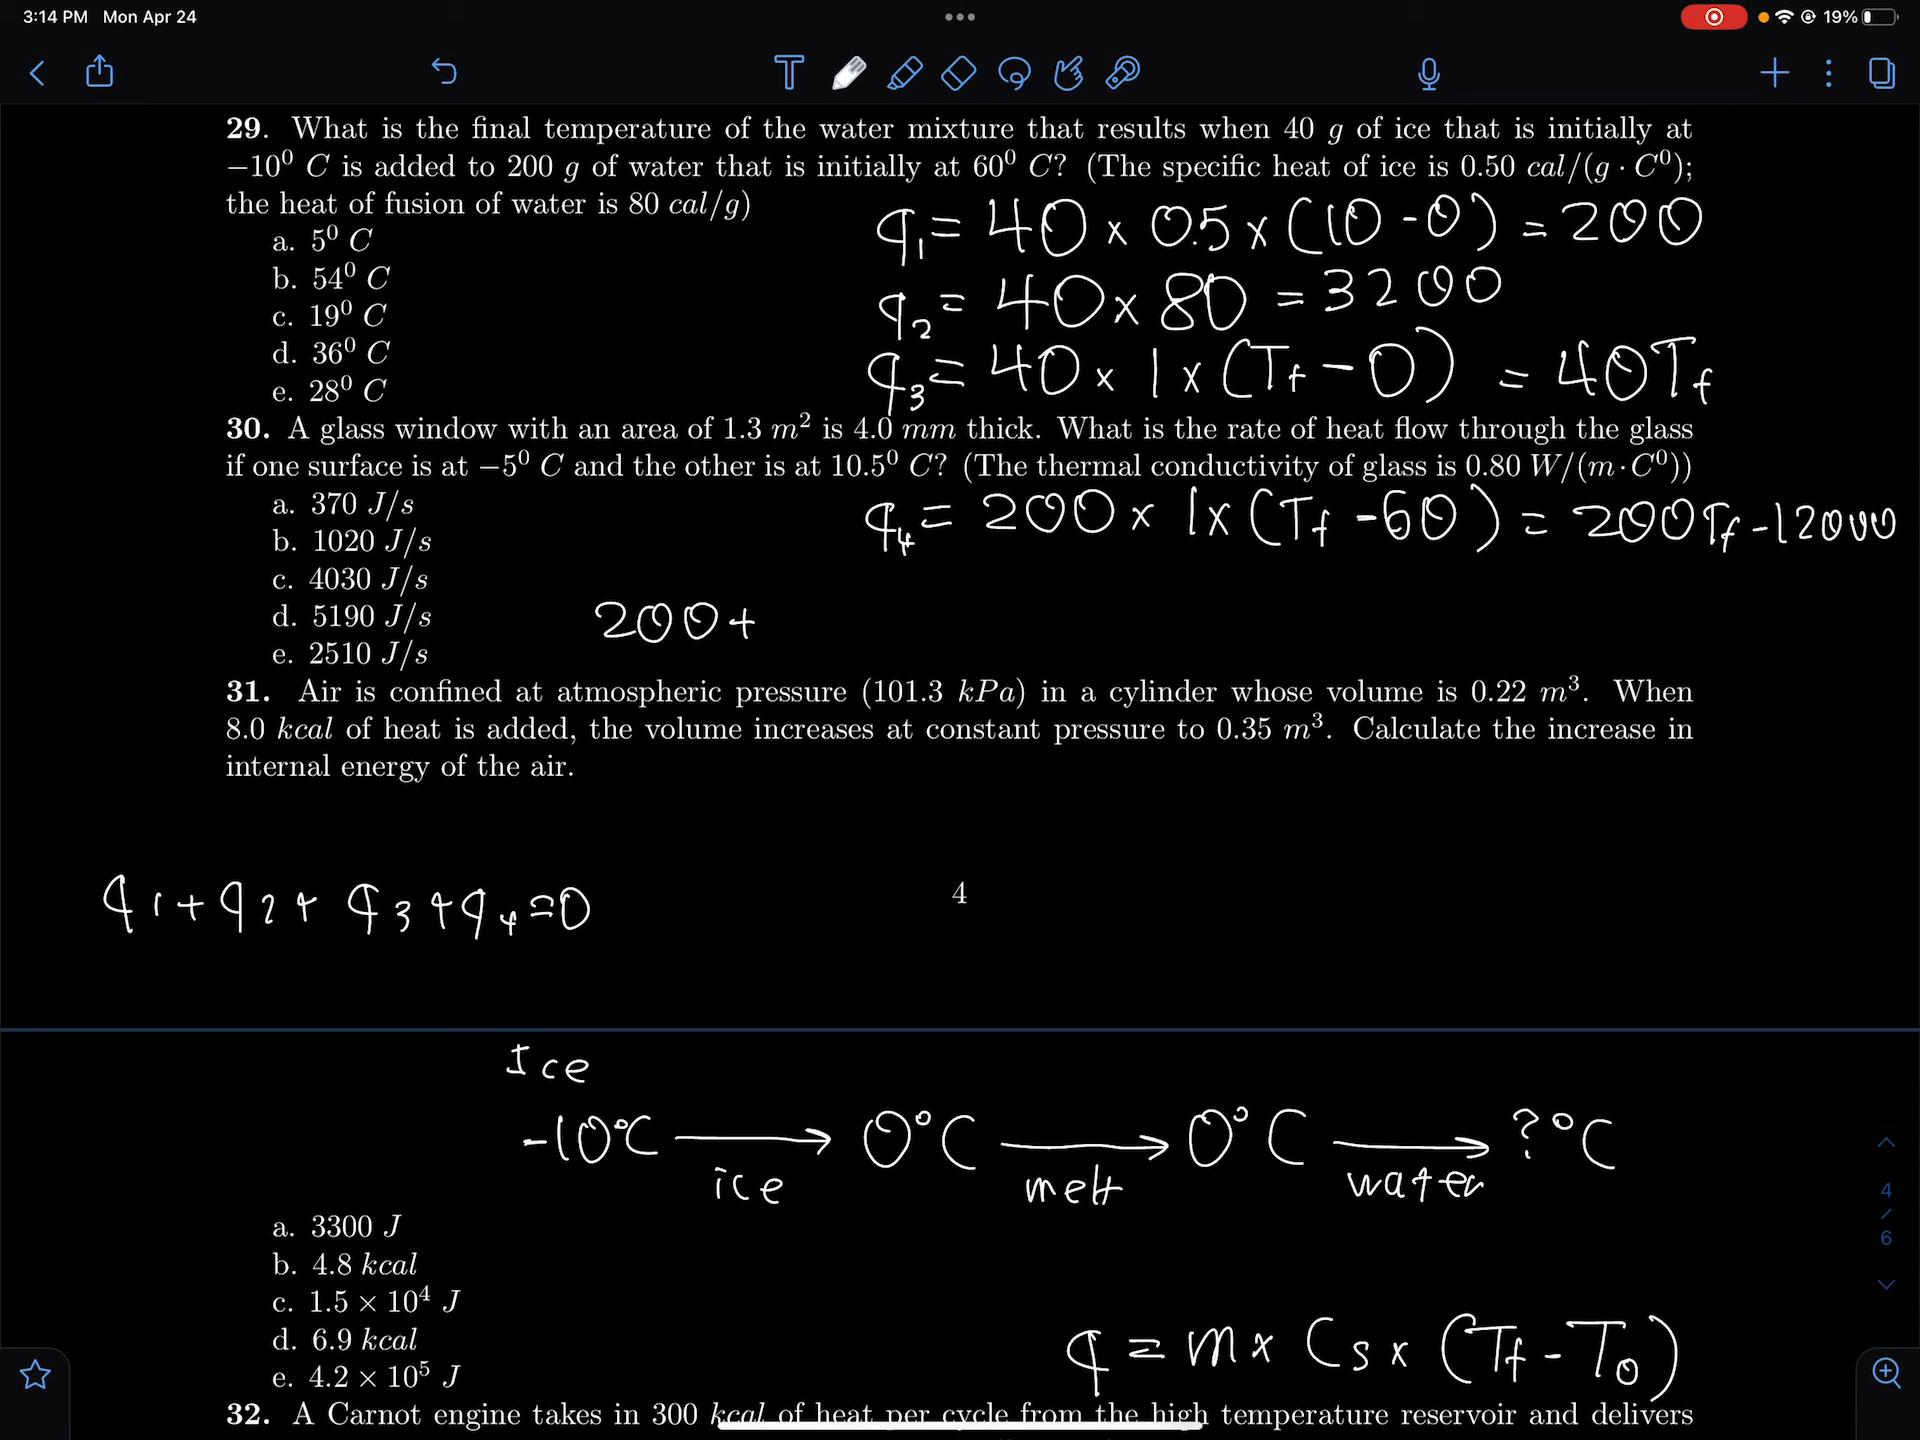 3:14 PM Mon Apr 24
19%
29. What is the final temperature of the water mixture that results when 40 g of ice that is initially at
−10⁰ C is added to 200 g of water that is initially at 60⁰ C? (The specific heat of ice is 0.50 cal/(g · C⁰);
the heat of fusion of water is 80 cal/g)
q₁ = 40 × 0.5 × (10 - 0) = 200
a. 5⁰ C
b. 54⁰ C
q₂ = 40 × 80 = 3200
c. 19⁰ C
d. 36⁰ C
q₃ = 40 × 1 × (Tf - 0) = 40Tf
e. 28⁰ C
30. A glass window with an area of 1.3 m² is 4.0 mm thick. What is the rate of heat flow through the glass
if one surface is at −5⁰ C and the other is at 10.5⁰ C? (The thermal conductivity of glass is 0.80 W/(m · C⁰))
a. 370 J/s
q₄ = 200 × 1 × (Tf - 60) = 200Tf - 12000
b. 1020 J/s
c. 4030 J/s
d. 5190 J/s
200 +
e. 2510 J/s
31. Air is confined at atmospheric pressure (101.3 kPa) in a cylinder whose volume is 0.22 m³. When
8.0 kcal of heat is added, the volume increases at constant pressure to 0.35 m³. Calculate the increase in
internal energy of the air.
4
q₁ + q₂ + q₃ + q₄ = 0
Ice
-10°C → 0°C → 0°C → ?°C
ice melt water
4
/
6
a. 3300 J
b. 4.8 kcal
c. 1.5 × 10⁴ J
d. 6.9 kcal
q = m × Cs × (Tf - T₀)
e. 4.2 × 10⁵ J
32. A Carnot engine takes in 300 kcal of heat per cycle from the high temperature reservoir and delivers